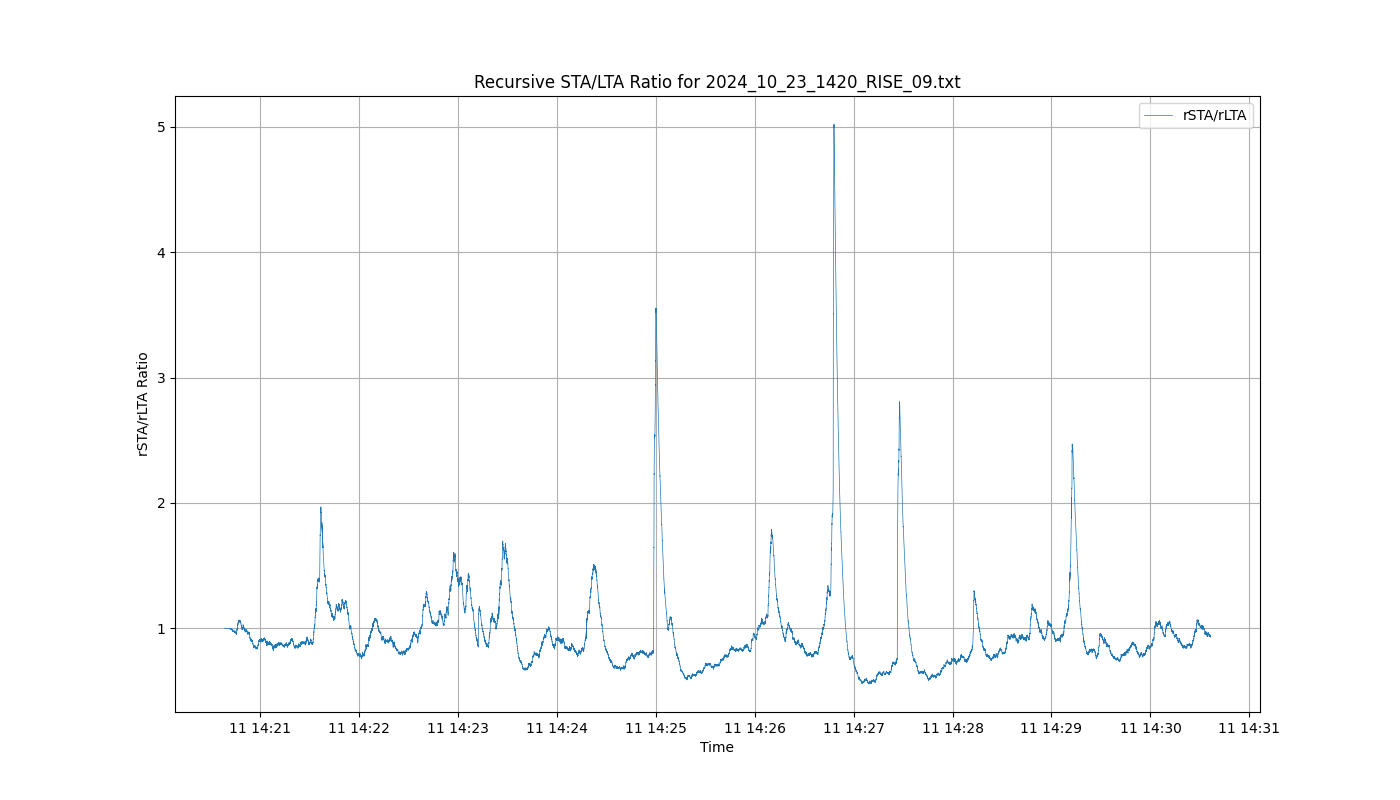 Recursive STA/LTA Ratio for 2024_10_23_1420_RISE_09.txt
rSTA/rLTA
rSTA/rLTA Ratio
5
4
3
2
1
11 14:21 11 14:22 11 14:23 11 14:24 11 14:25 11 14:26 11 14:27 11 14:28 11 14:29 11 14:30 11 14:31
Time